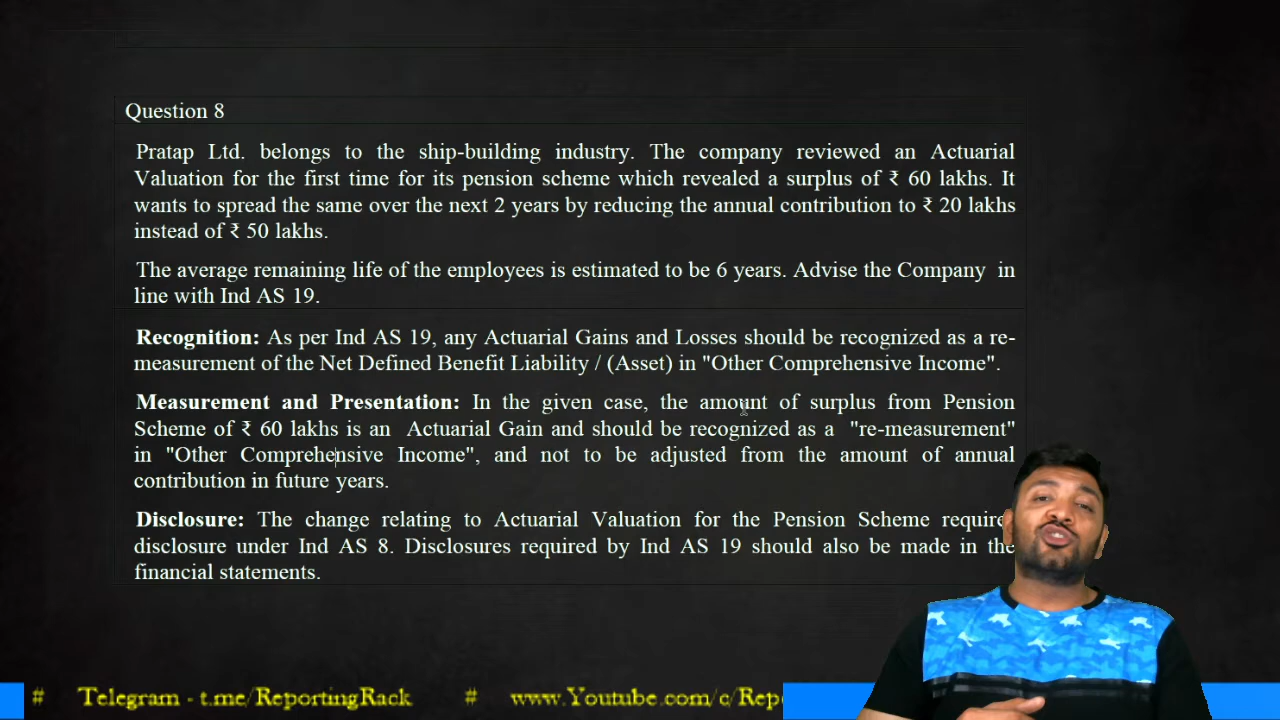 Question 8
Pratap Ltd. belongs to the ship-building industry. The company reviewed an Actuarial
Valuation for the first time for its pension scheme which revealed a surplus of ₹ 60 lakhs. It
wants to spread the same over the next 2 years by reducing the annual contribution to ₹ 20 lakhs
instead of ₹ 50 lakhs.
The average remaining life of the employees is estimated to be 6 years. Advise the Company in
line with Ind AS 19.
Recognition: As per Ind AS 19, any Actuarial Gains and Losses should be recognized as a re-
measurement of the Net Defined Benefit Liability / (Asset) in "Other Comprehensive Income".
Measurement and Presentation: In the given case, the amount of surplus from Pension
Scheme of ₹ 60 lakhs is an Actuarial Gain and should be recognized as a "re-measurement"
in "Other Comprehensive Income", and not to be adjusted from the amount of annual
contribution in future years.
Disclosure: The change relating to Actuarial Valuation for the Pension Scheme require
disclosure under Ind AS 8. Disclosures required by Ind AS 19 should also be made in the
financial statements.
# Telegram - t.me/ReportingRack # www.Youtube.com/c/Rep